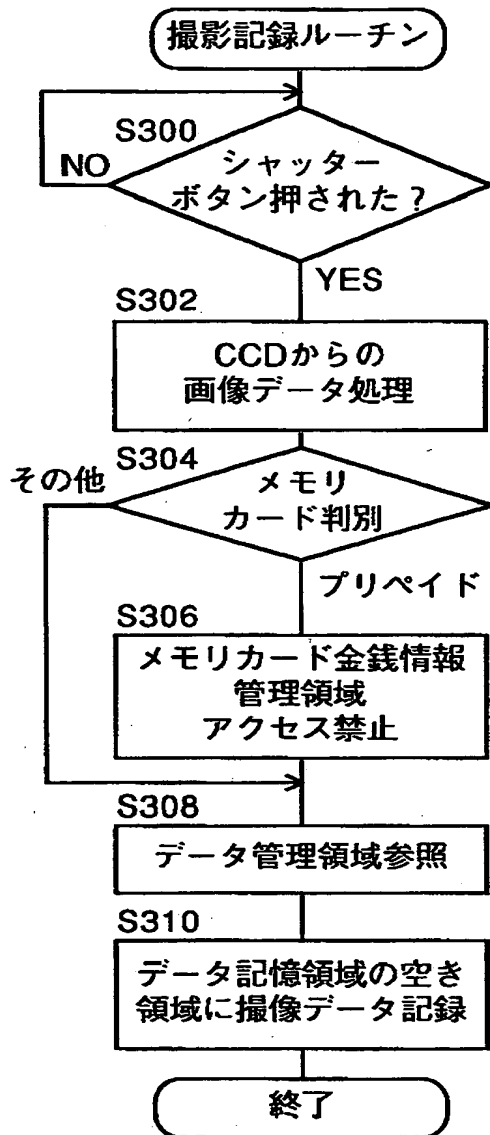 撮影記録ルーチン
S300
NO
シャッター
ボタン押された?
YES
S302
CCDからの
画像データ処理
S304
その他
メモリ
カード判別
プリペイド
S306
メモリカード金銭情報
管理領域
アクセス禁止
S308
データ管理領域参照
S310
データ記憶領域の空き
領域に撮像データ記録
終了